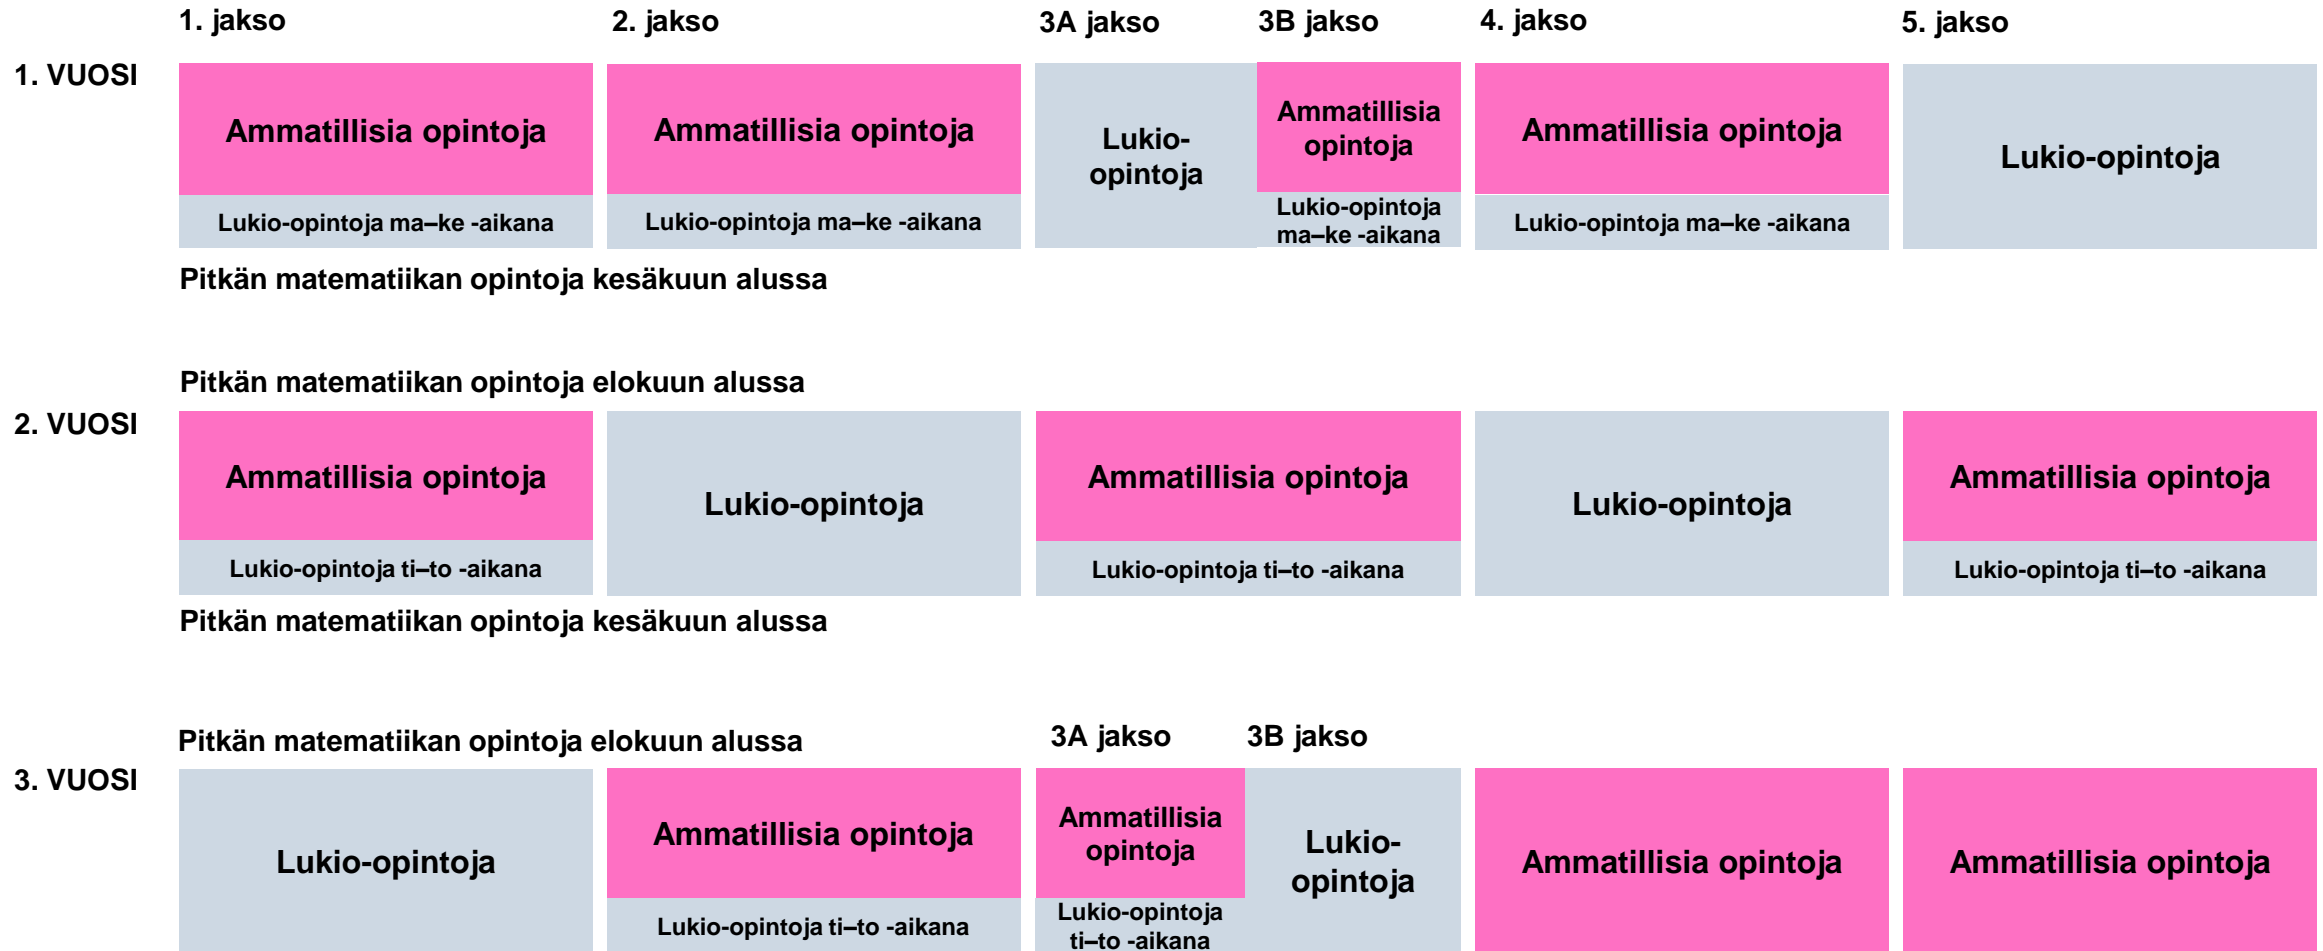 1. jakso
2. jakso
3A jakso
3B jakso
4. jakso
5. jakso
1. VUOSI
Ammatillisia opintoja
Lukio-opintoja ma–ke -aikana
Ammatillisia opintoja
Lukio-opintoja ma–ke -aikana
Lukio-
opintoja
Ammatillisia
opintoja
Lukio-opintoja
ma–ke -aikana
Ammatillisia opintoja
Lukio-opintoja ma–ke -aikana
Lukio-opintoja
Pitkän matematiikan opintoja kesäkuun alussa
Pitkän matematiikan opintoja elokuun alussa
2. VUOSI
Ammatillisia opintoja
Lukio-opintoja ti–to -aikana
Lukio-opintoja
Ammatillisia opintoja
Lukio-opintoja ti–to -aikana
Lukio-opintoja
Ammatillisia opintoja
Lukio-opintoja ti–to -aikana
Pitkän matematiikan opintoja kesäkuun alussa
Pitkän matematiikan opintoja elokuun alussa
3A jakso
3B jakso
3. VUOSI
Lukio-opintoja
Ammatillisia opintoja
Lukio-opintoja ti–to -aikana
Ammatillisia
opintoja
Lukio-opintoja
ti–to -aikana
Lukio-
opintoja
Ammatillisia opintoja
Ammatillisia opintoja